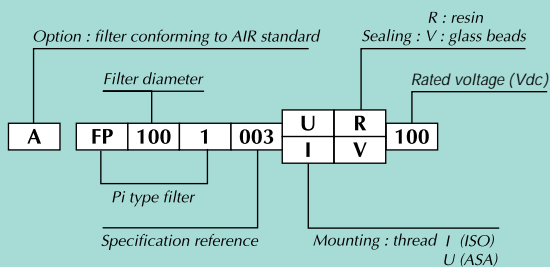 R : resin
Option : filter conforming to AIR standard
Sealing : V : glass beads
Filter diameter
Rated voltage (Vdc)
A FP 100 1 003 U R 100
I V
Pi type filter
Specification reference
Mounting : thread I (ISO)
U (ASA)